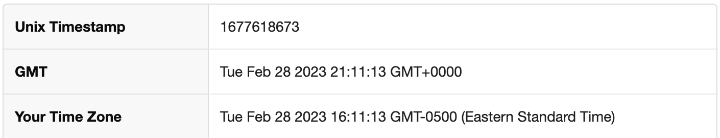 Unix Timestamp 1677618673
GMT Tue Feb 28 2023 21:11:13 GMT+0000
Your Time Zone Tue Feb 28 2023 16:11:13 GMT-0500 (Eastern Standard Time)